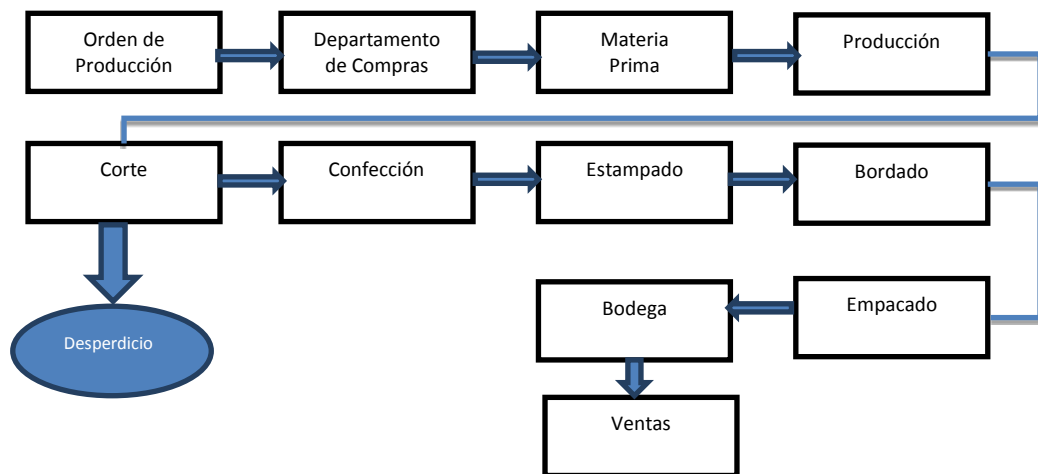 Orden de
Producción
Departamento
de Compras
Materia
Prima
Producción
Corte
Confección
Estampado
Bordado
Bodega
Empacado
Desperdicio
Ventas